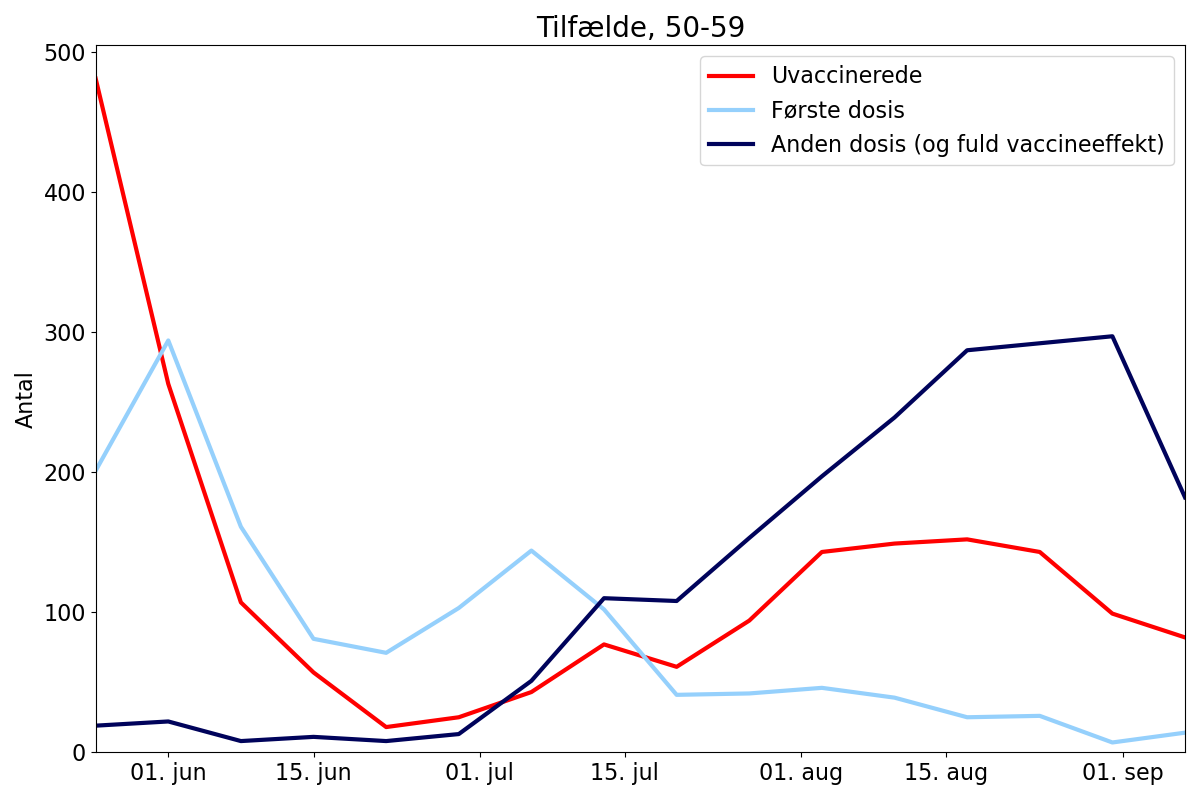 Tilfælde, 50-59
500
400
300
200
100
0
Antal
Uvaccinerede
Første dosis
Anden dosis (og fuld vaccineeffekt)
01. jun
15. jun
01. jul
15. jul
01. aug
15. aug
01. sep